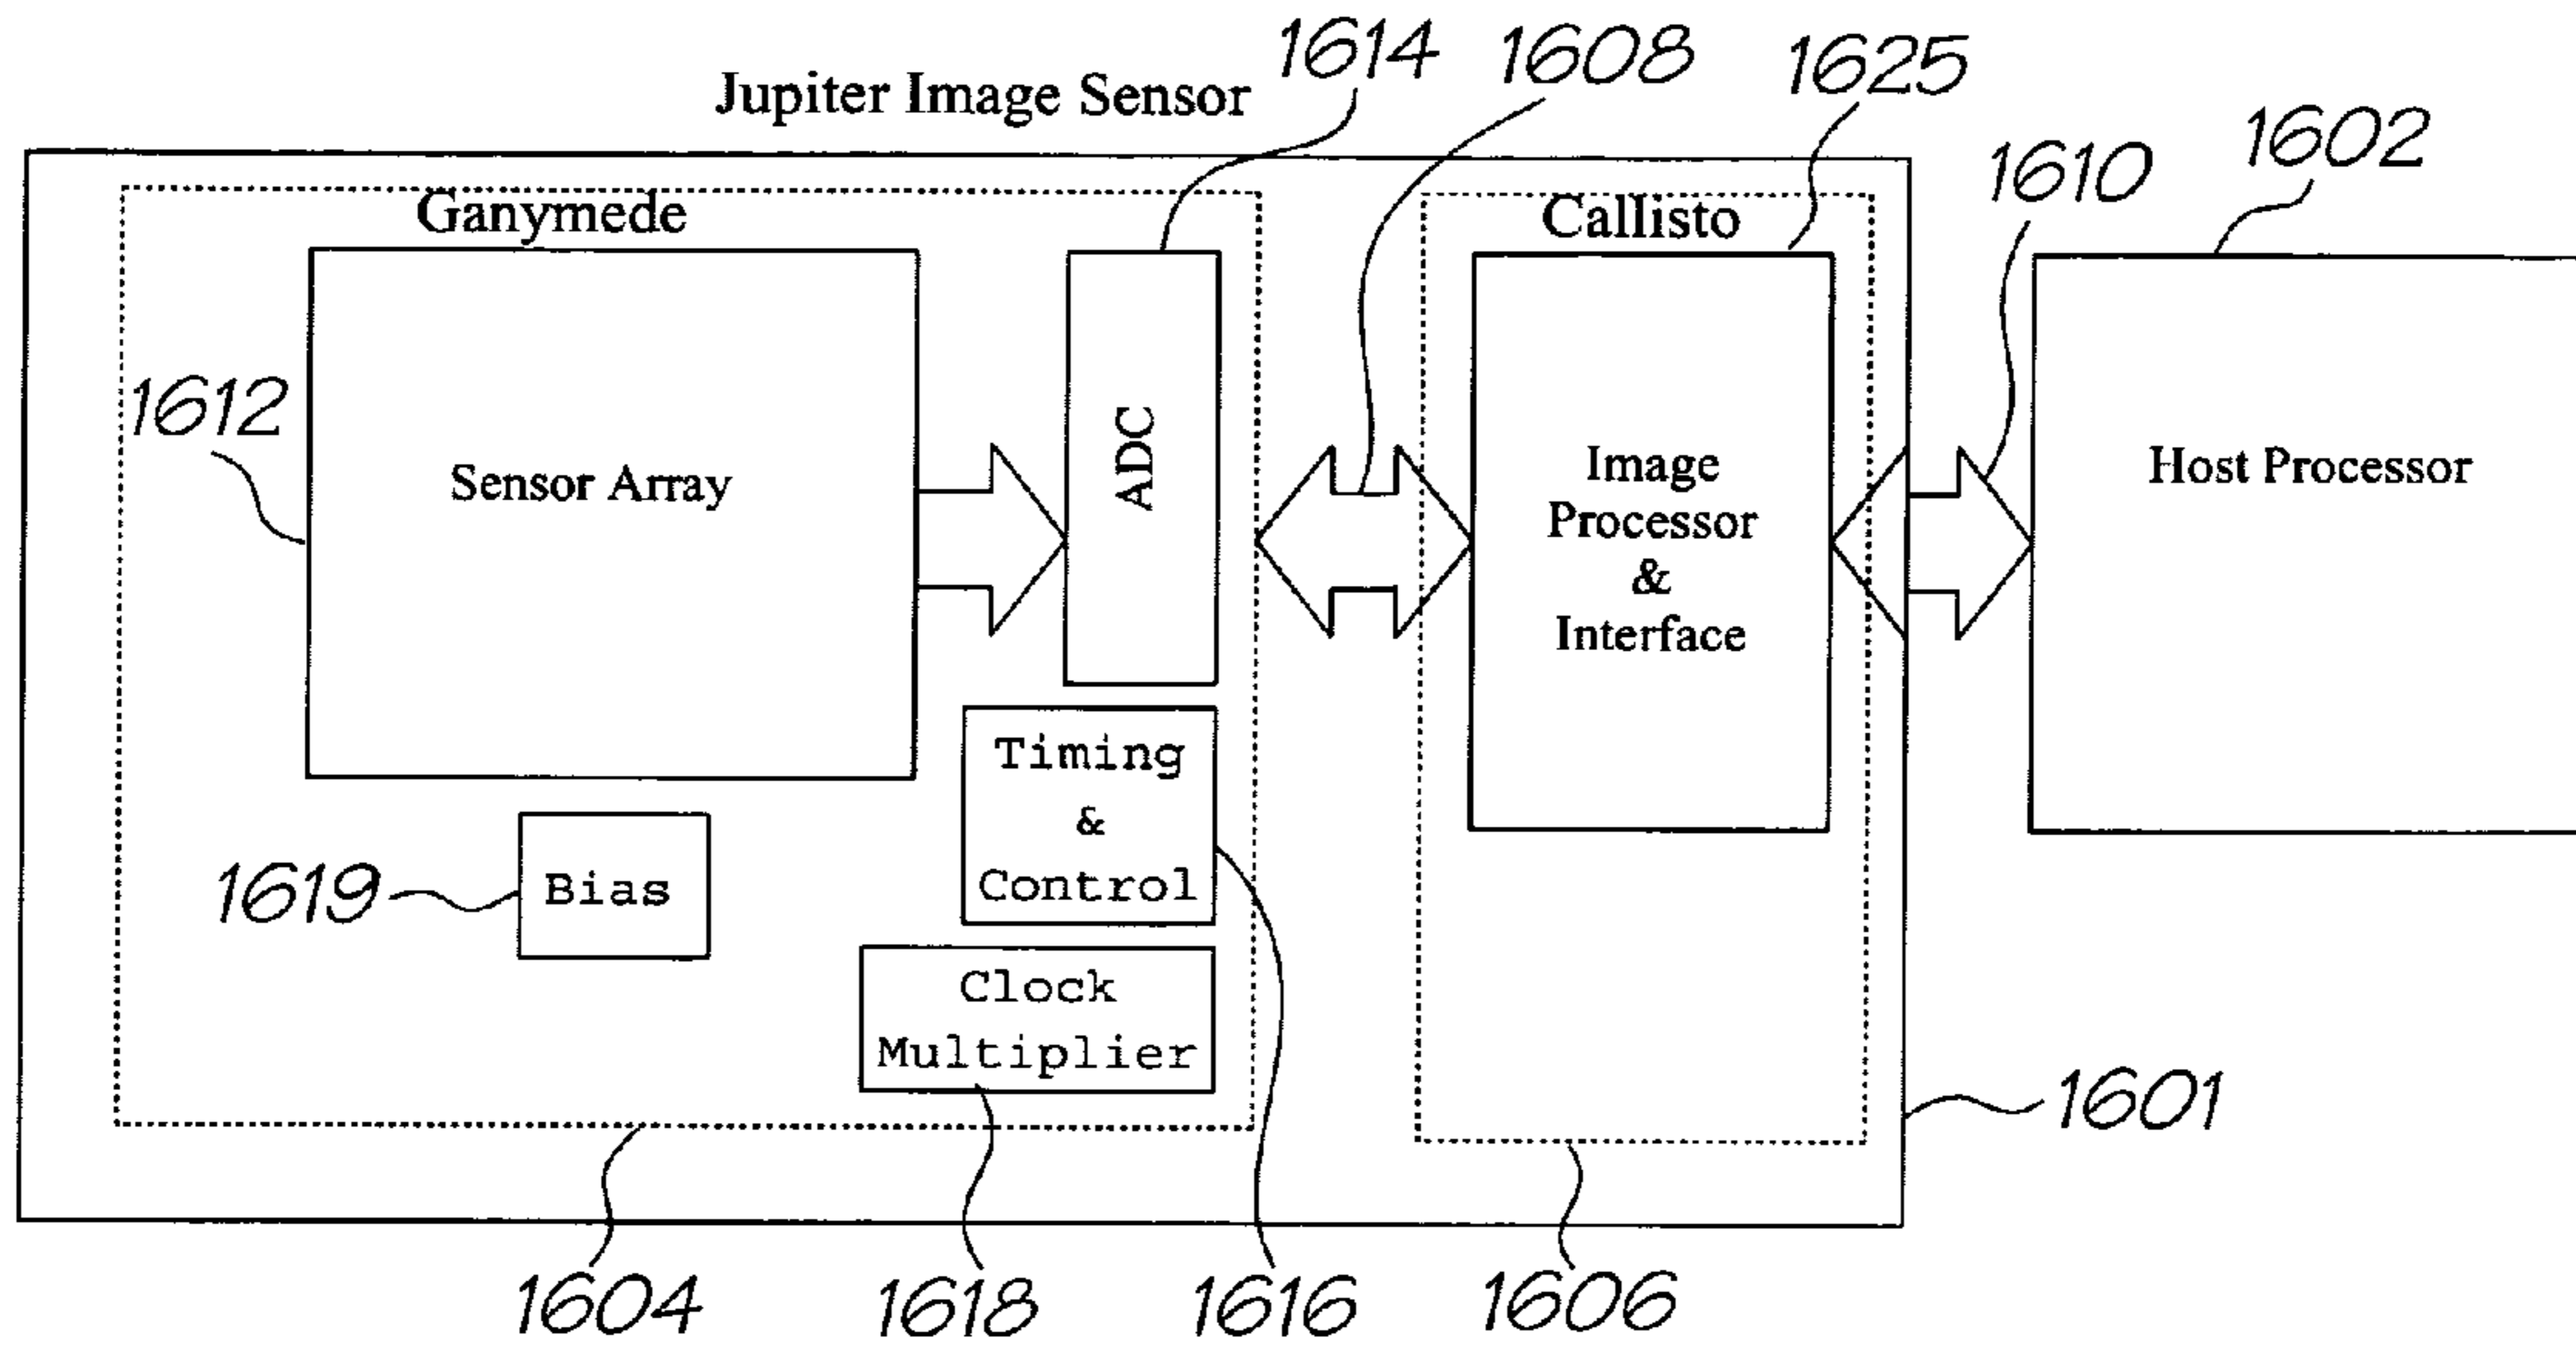 1614
1608
1625
Jupiter Image Sensor
1602
1610
Ganymede
Callisto
1612
Sensor Array
ADC
Image
Processor
&
Interface
Host Processor
Timing
&
Control
1619
Bias
Clock
Multiplier
1601
1604
1618
1616
1606